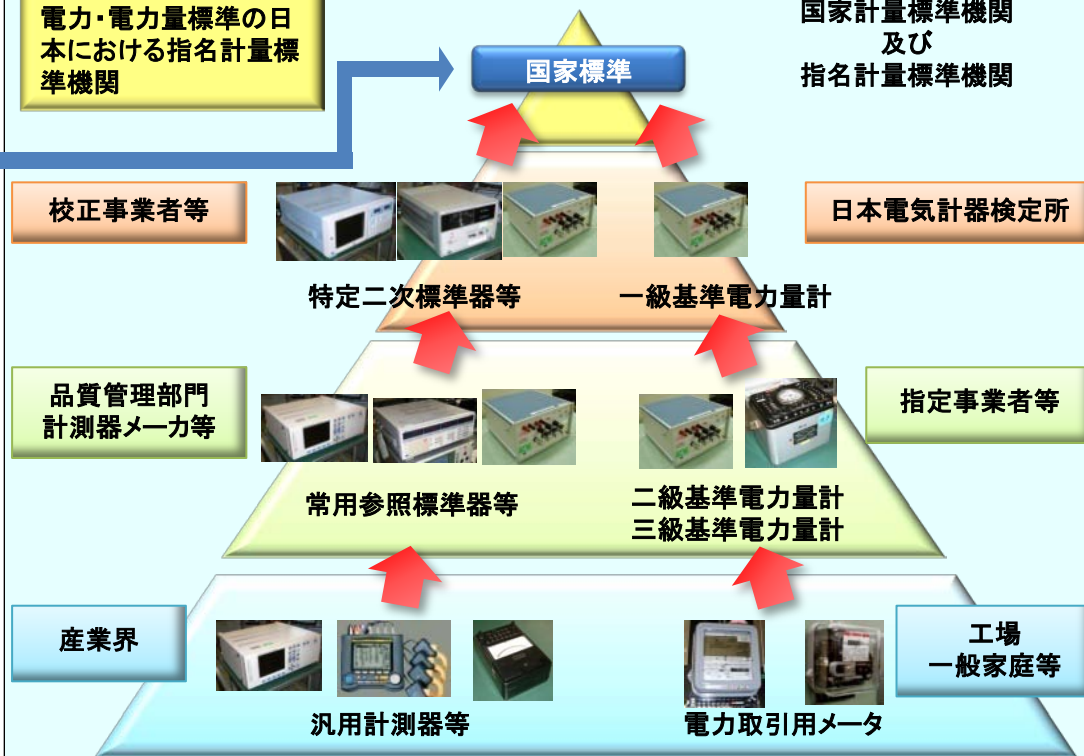 電力・電力量標準の日
本における指名計量標
準機関
国家計量標準機関
及び
指名計量標準機関
国家標準
校正事業者等
日本電気計器検定所
特定二次標準器等
一級基準電力量計
品質管理部門
計測器メーカ等
指定事業者等
常用参照標準器等
二級基準電力量計
三級基準電力量計
産業界
工場
一般家庭等
汎用計測器等
電力取引用メータ